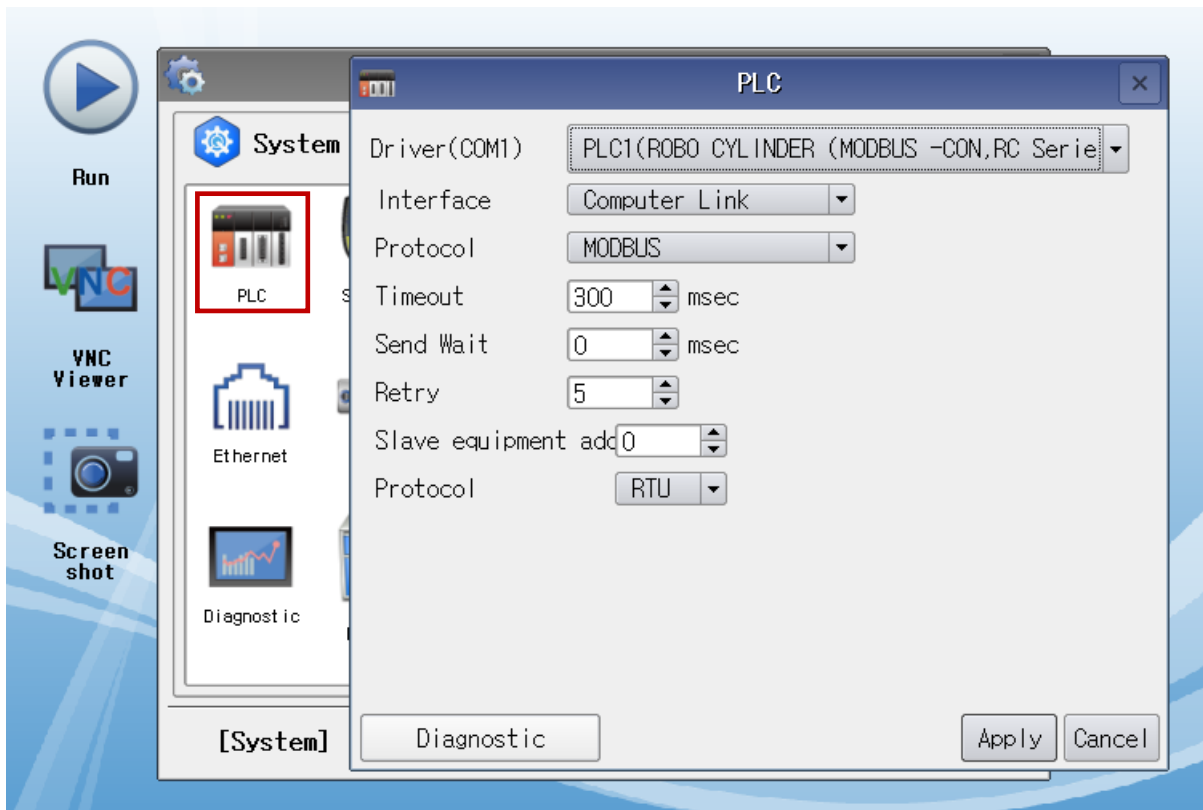 Run
VNC
VNC
Viewer
Screen
shot
System
PLC
S
Ethernet
Diagnostic
[System]
PLC
Driver(COM1) PLC1(ROBO CYLINDER (MODBUS -CON,RC Serie
Interface Computer Link
Protocol MODBUS
Timeout 300 msec
Send Wait 0 msec
Retry 5
Slave equipment add 0
Protocol RTU
Diagnostic Apply Cancel